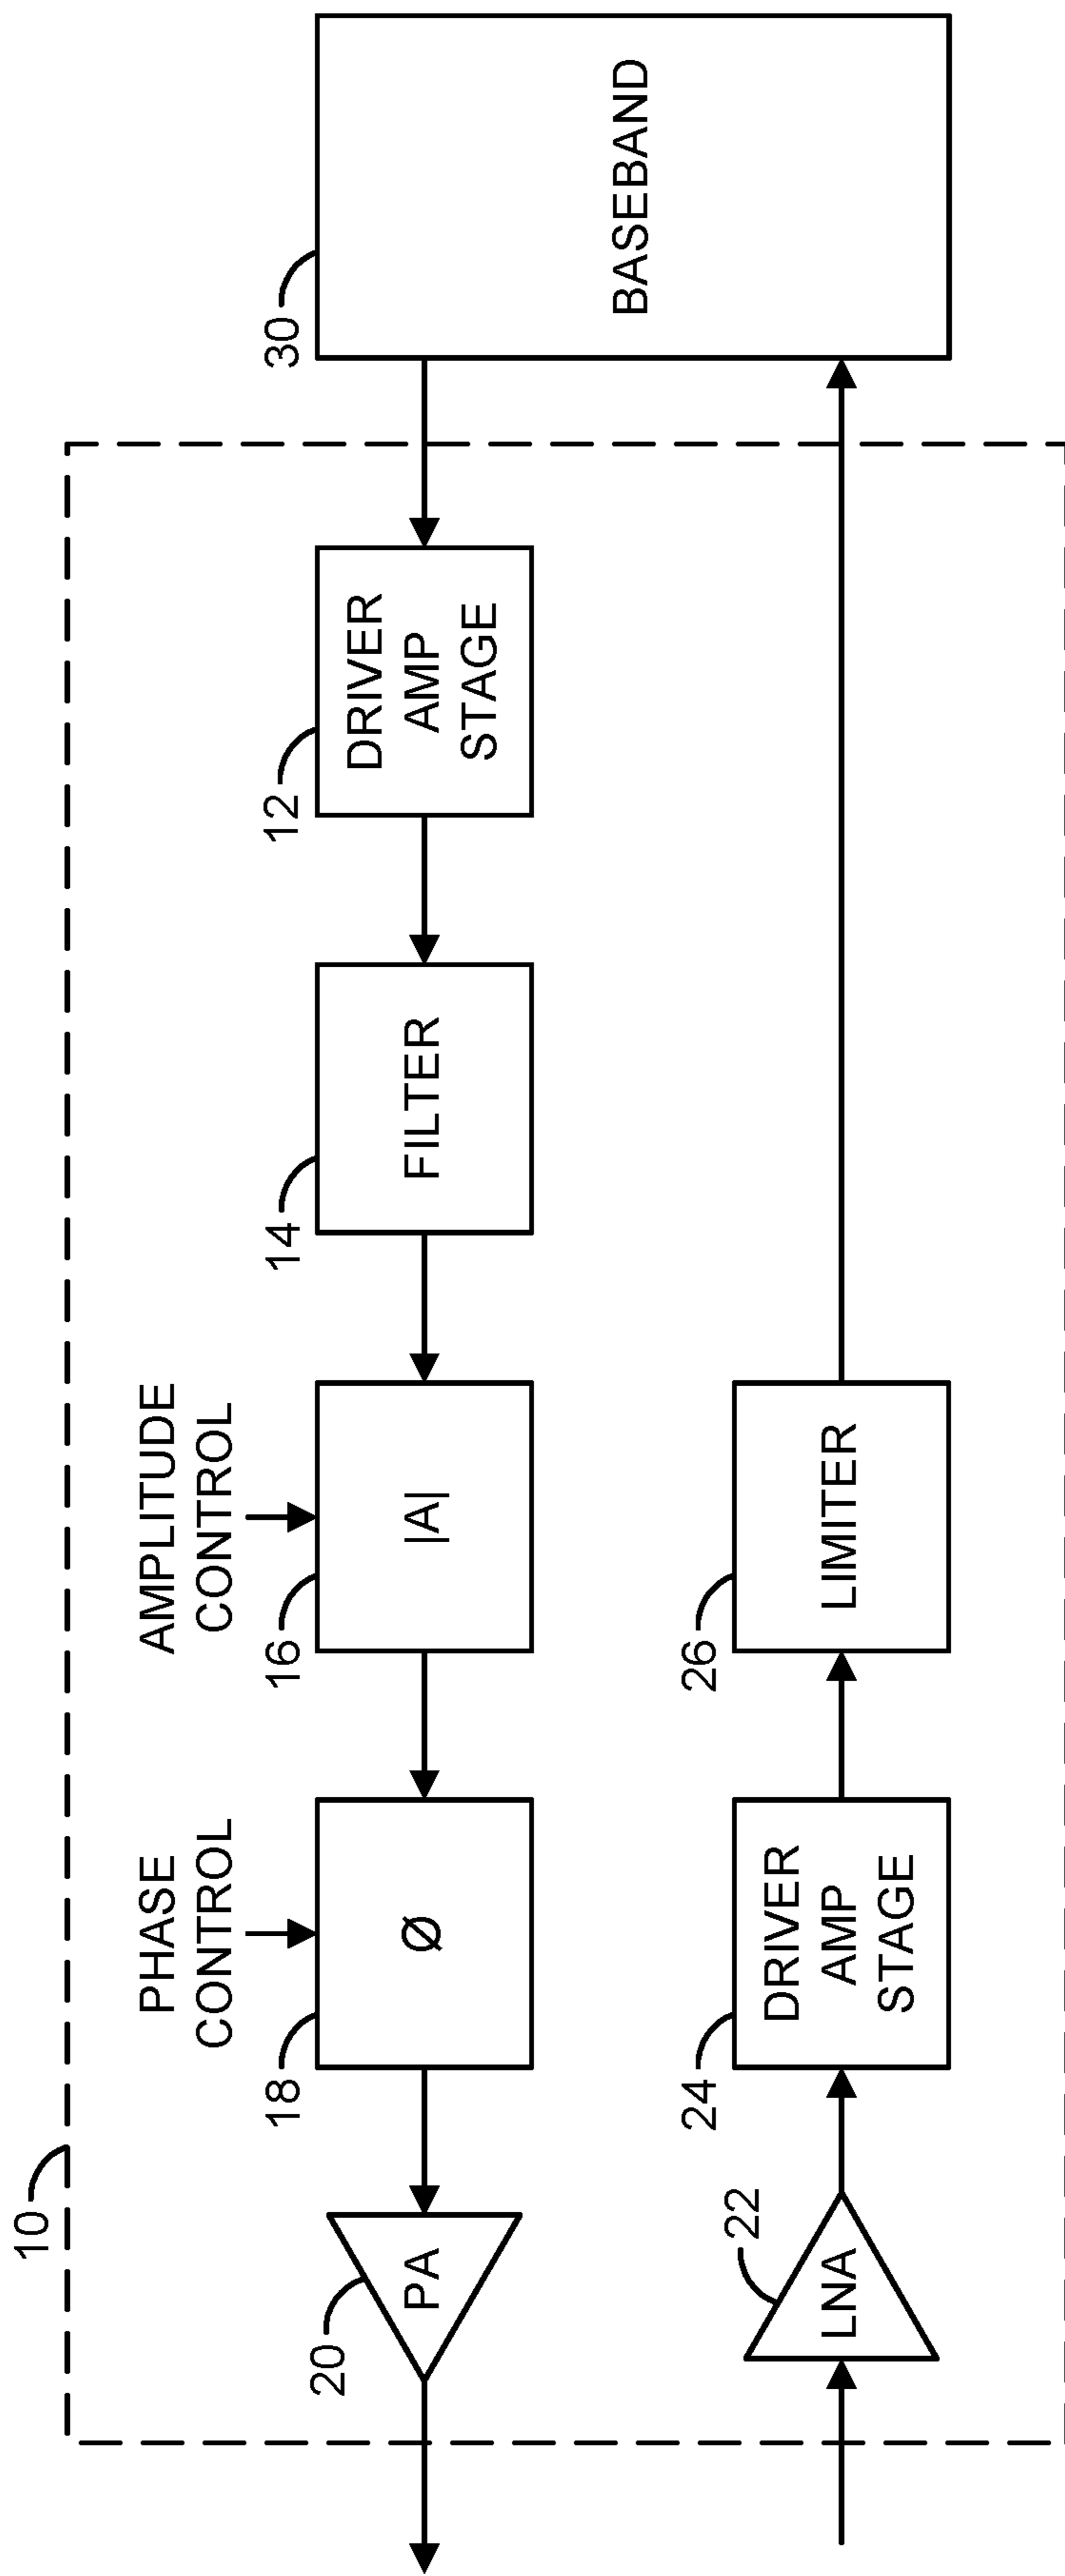 10
PHASE
CONTROL
AMPLITUDE
CONTROL
20
PA
18
Ø
16
|A|
14
FILTER
12
DRIVER
AMP
STAGE
30
BASEBAND
22
LNA
24
DRIVER
AMP
STAGE
26
LIMITER